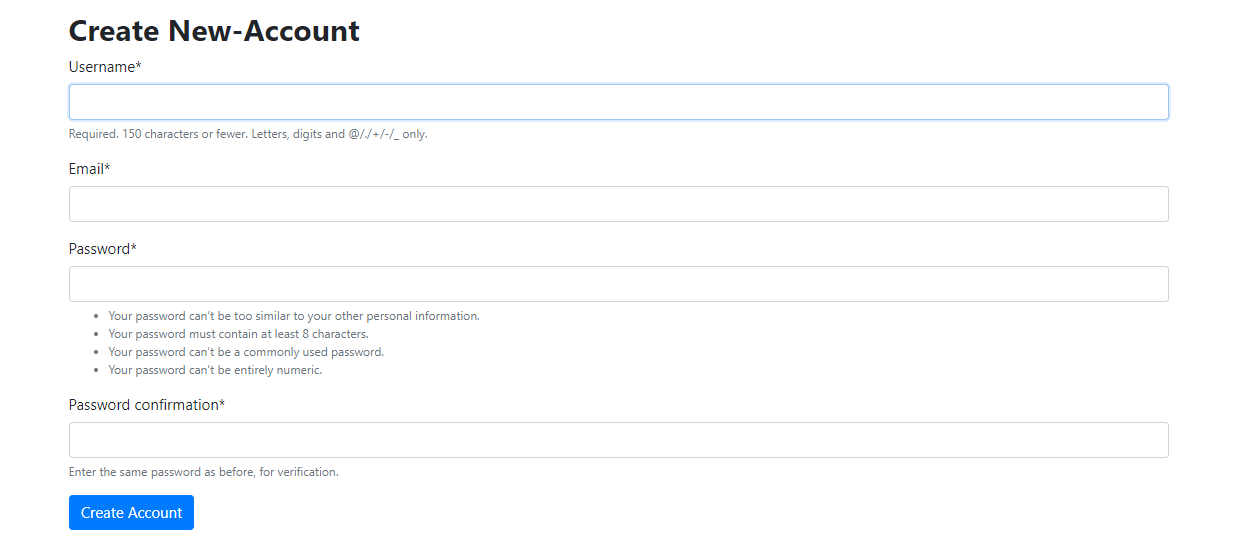 Create New-Account
Username*
Required. 150 characters or fewer. Letters, digits and @/./+/-/_ only.
Email*
Password*
Your password can't be too similar to your other personal information.
Your password must contain at least 8 characters.
Your password can't be a commonly used password.
Your password can't be entirely numeric.
Password confirmation*
Enter the same password as before, for verification.
Create Account